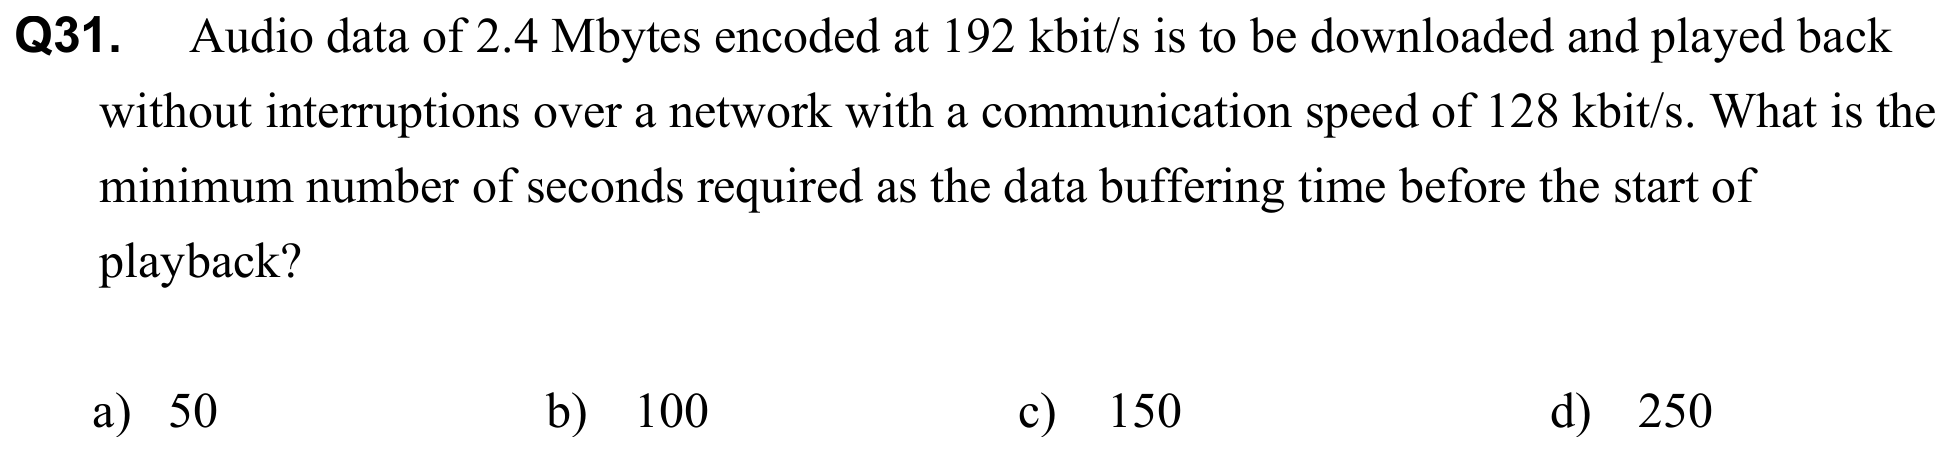 Q31. Audio data of 2.4 Mbytes encoded at 192 kbit/s is to be downloaded and played back
without interruptions over a network with a communication speed of 128 kbit/s. What is the
minimum number of seconds required as the data buffering time before the start of
playback?
a) 50 b) 100 c) 150 d) 250